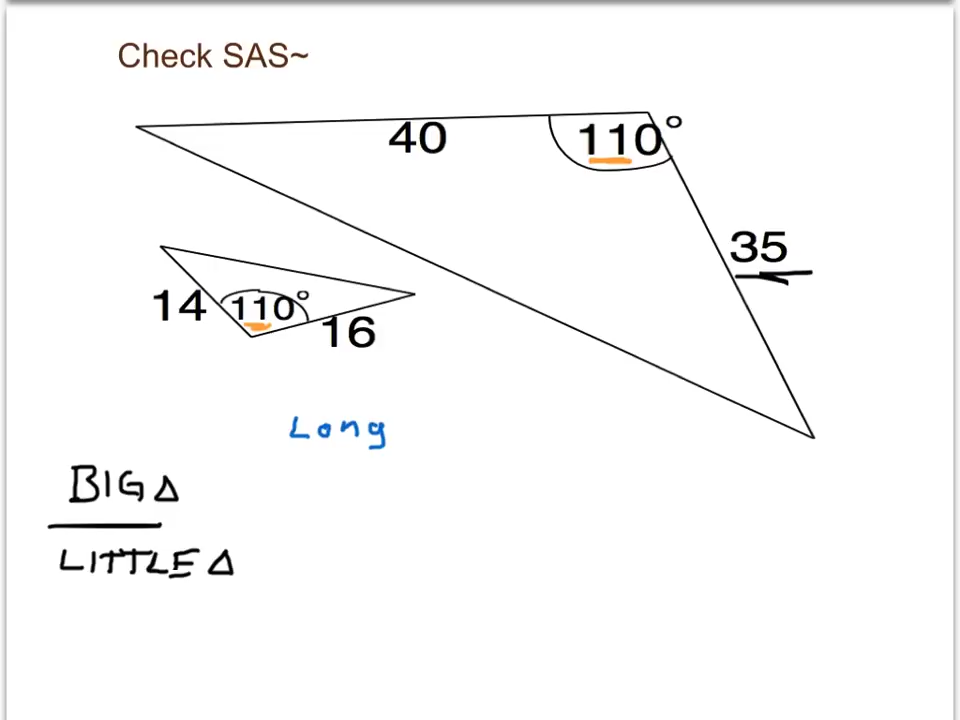 Check SAS~
40
110°
35
14
110°
16
Long
BIG Δ
LITTLE Δ